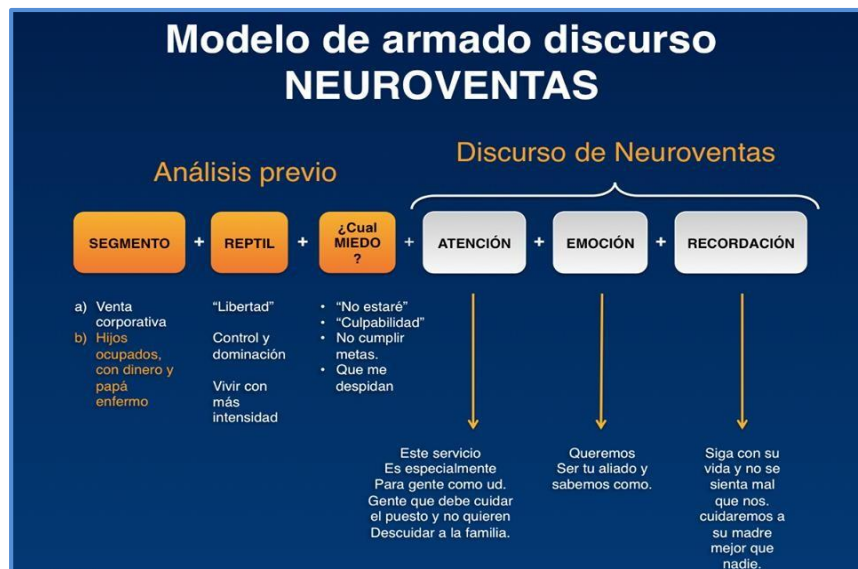 Modelo de armado discurso
NEUROVENTAS
Análisis previo
Discurso de Neuroventas
SEGMENTO
+
REPTIL
+
¿Cual
MIEDO
?
+
ATENCIÓN
+
EMOCIÓN
+
RECORDACIÓN
a) Venta
corporativa
b) Hijos
ocupados,
con dinero y
papá
enfermo
“Libertad”
Control y
dominación
Vivir con
más
intensidad
• “No estaré”
• “Culpabilidad”
• No cumplir
metas.
• Que me
despidan
Este servicio
Es especialmente
Para gente como ud.
Gente que debe cuidar
el puesto y no quieren
Descuidar a la familia.
Queremos
Ser tu aliado y
sabemos como.
Siga con su
vida y no se
sienta mal
que nos.
cuidaremos a
su madre
mejor que
nadie.